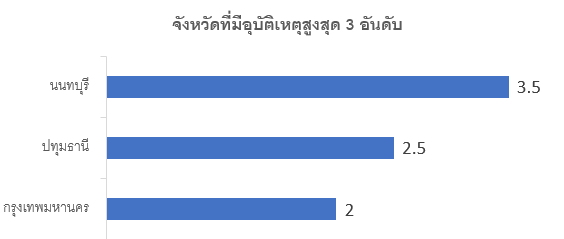 จังหวัดที่มีอุบัติเหตุสูงสุด 3 อันดับ
นนทบุรี 3.5
ปทุมธานี 2.5
กรุงเทพมหานคร 2